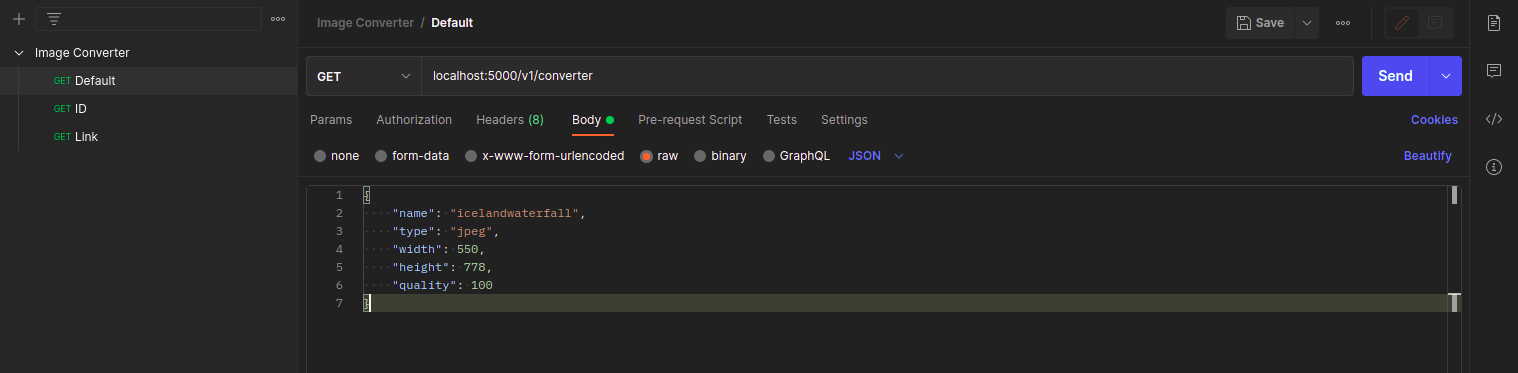 Image Converter / Default
Save
Image Converter
GET Default
GET ID
GET Link
GET localhost:5000/v1/converter Send
Params Authorization Headers (8) Body Pre-request Script Tests Settings Cookies
none form-data x-www-form-urlencoded raw binary GraphQL JSON Beautify
1 {
2 "name": "icelandwaterfall",
3 "type": "jpeg",
4 "width": 550,
5 "height": 778,
6 "quality": 100
7 }